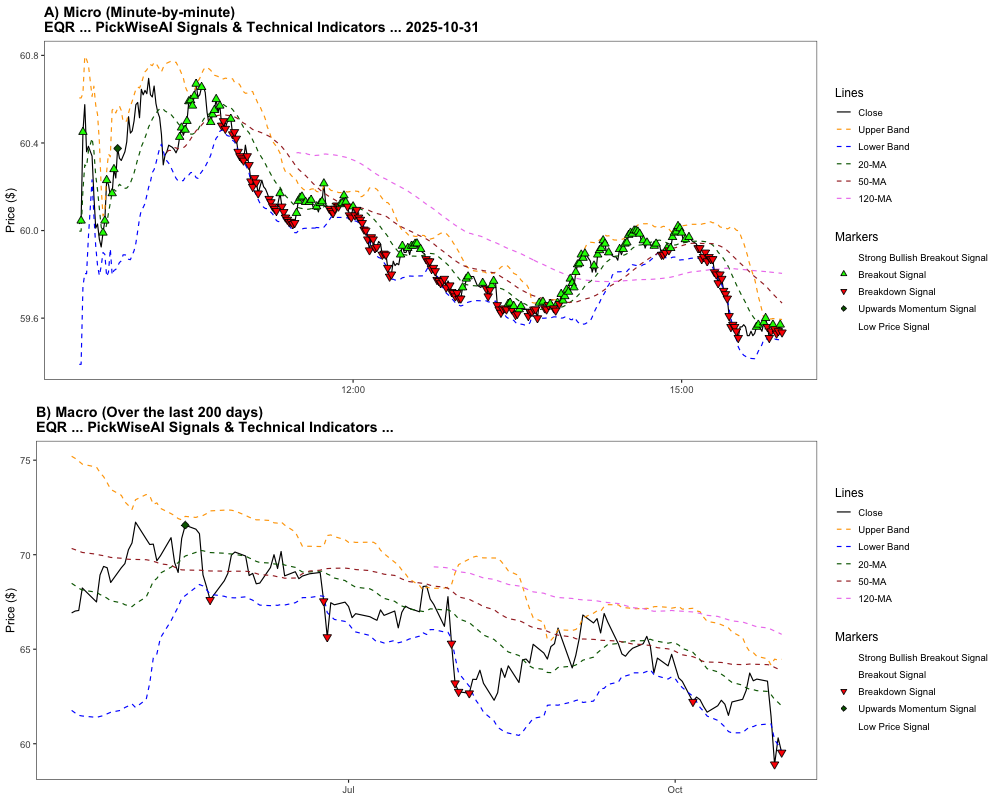 A) Micro (Minute-by-minute)
EQR ... PickWiseAI Signals & Technical Indicators ... 2025-10-31
Price ($)
60.8
60.4
60.0
59.6
12:00
15:00
Lines
Close
Upper Band
Lower Band
20-MA
50-MA
120-MA
Markers
Strong Bullish Breakout Signal
Breakout Signal
Breakdown Signal
Upwards Momentum Signal
Low Price Signal
B) Macro (Over the last 200 days)
EQR ... PickWiseAI Signals & Technical Indicators ...
Price ($)
75
70
65
60
Jul
Oct
Lines
Close
Upper Band
Lower Band
20-MA
50-MA
120-MA
Markers
Strong Bullish Breakout Signal
Breakout Signal
Breakdown Signal
Upwards Momentum Signal
Low Price Signal